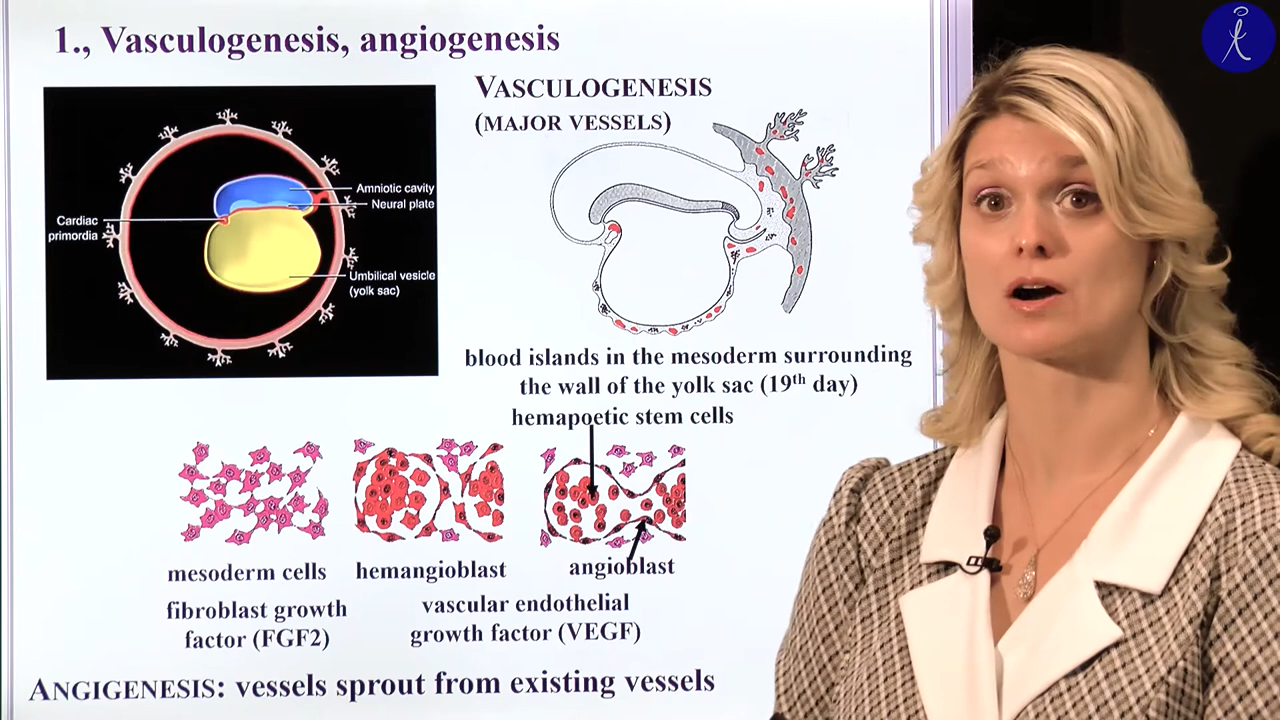 1., Vasculogenesis, angiogenesis
VASCULOGENESIS
(MAJOR VESSELS)
Amniotic cavity
Neural plate
Cardiac
primordia
Umbilical vesicle
(yolk sac)
blood islands in the mesoderm surrounding
the wall of the yolk sac (19th day)
hemapoetic stem cells
mesoderm cells
hemangioblast
angioblast
fibroblast growth
factor (FGF2)
vascular endothelial
growth factor (VEGF)
ANGIGENESIS: vessels sprout from existing vessels